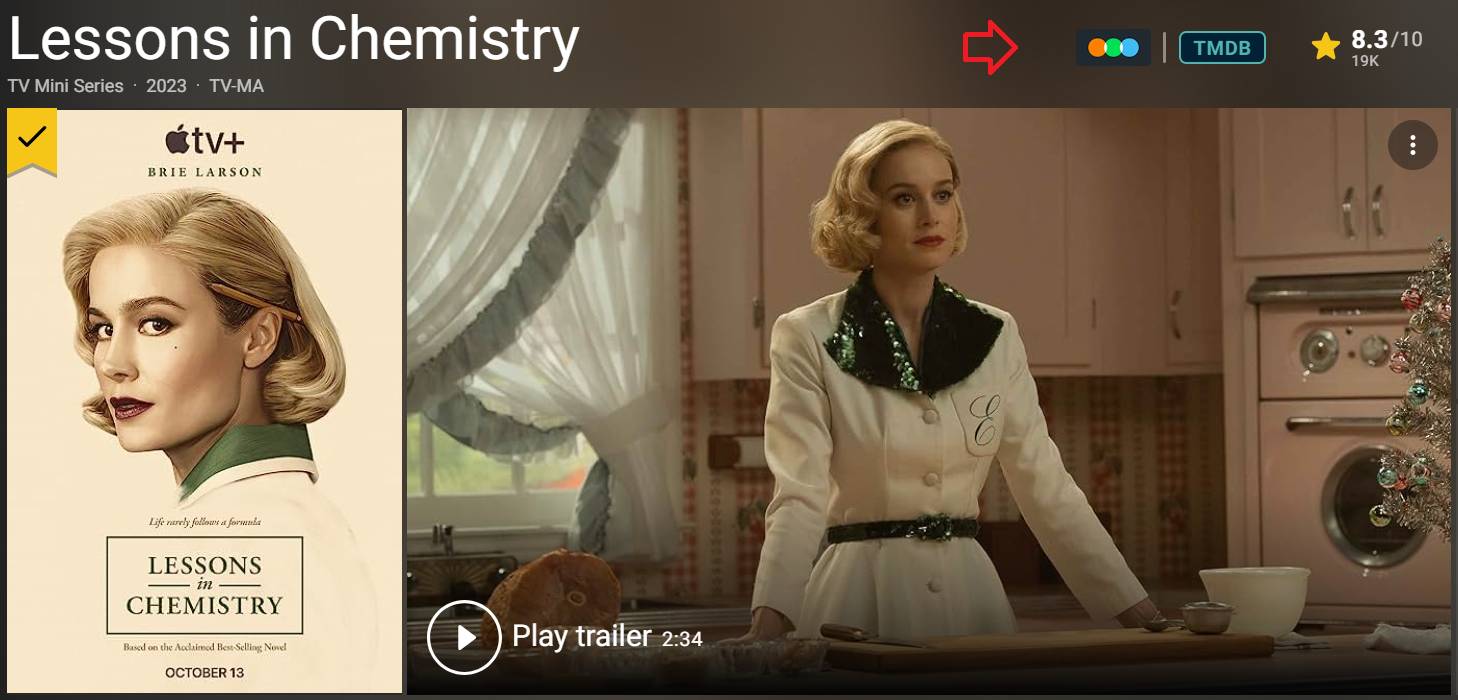 Lessons in Chemistry
TV Mini Series · 2023 · TV-MA
TMDB
8.3/10
19K
tv+
BRIE LARSON
Life rarely follows a formula
LESSONS
in
CHEMISTRY
Based on the Acclaimed Best-Selling Novel
OCTOBER 13
E
Play trailer 2:34